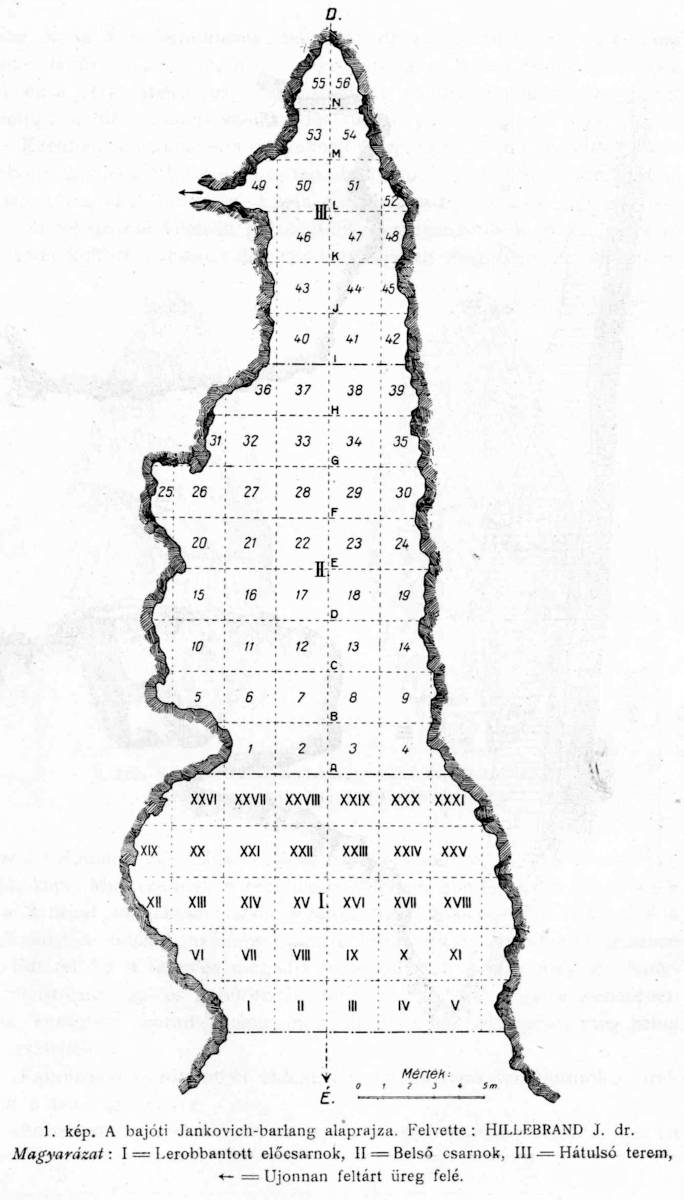 D.
55 56
N
53 54
M
49 50 51
52
L
III
46 47 48
K
43 44 45
J
40 41 42
I
36 37 38 39
H
31 32 33 34 35
G
25 26 27 28 29 30
F
20 21 22 23 24
E
II
15 16 17 18 19
D
10 11 12 13 14
C
5 6 7 8 9
B
1 2 3 4
A
XXVI XXVII XXVIII XXIX XXX XXXI
XIX XX XXI XXII XXIII XXIV XXV
XII XIII XIV XV I. XVI XVII XVIII
VI VII VIII IX X XI
I II III IV V
É.
Mérték:
0 1 2 3 4 5 m
1. kép. A bajóti Jankovich-barlang alaprajza. Felvette: HILLEBRAND J. dr.
Magyarázat: I = Lerobbantott előcsarnok, II = Belső csarnok, III = Hátulsó terem,
← = Ujonnan feltárt üreg felé.